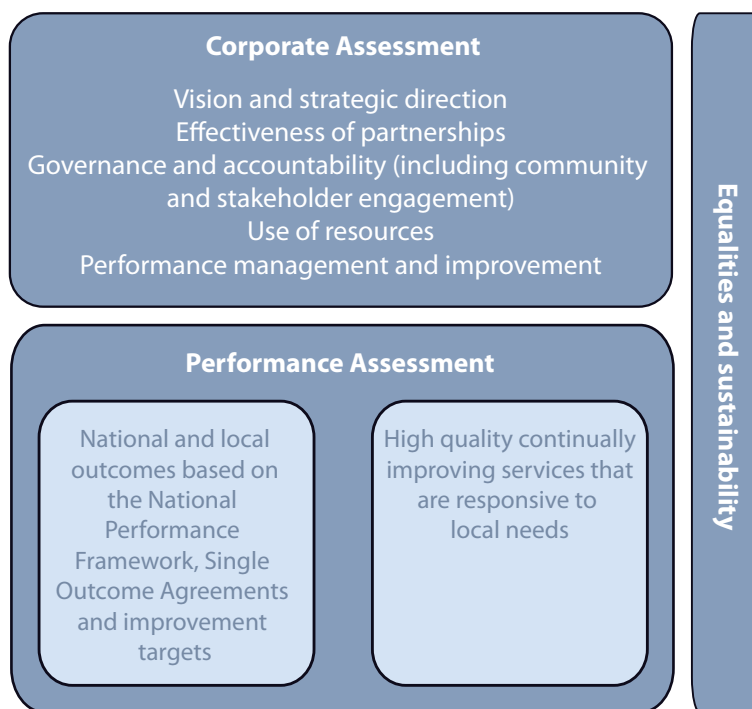 Corporate Assessment
Vision and strategic direction
Effectiveness of partnerships
Governance and accountability (including community
and stakeholder engagement)
Use of resources
Performance management and improvement
Performance Assessment
National and local
outcomes based on
the National
Performance
Framework, Single
Outcome Agreements
and improvement
targets
High quality continually
improving services that
are responsive to
local needs
Equalities and sustainability